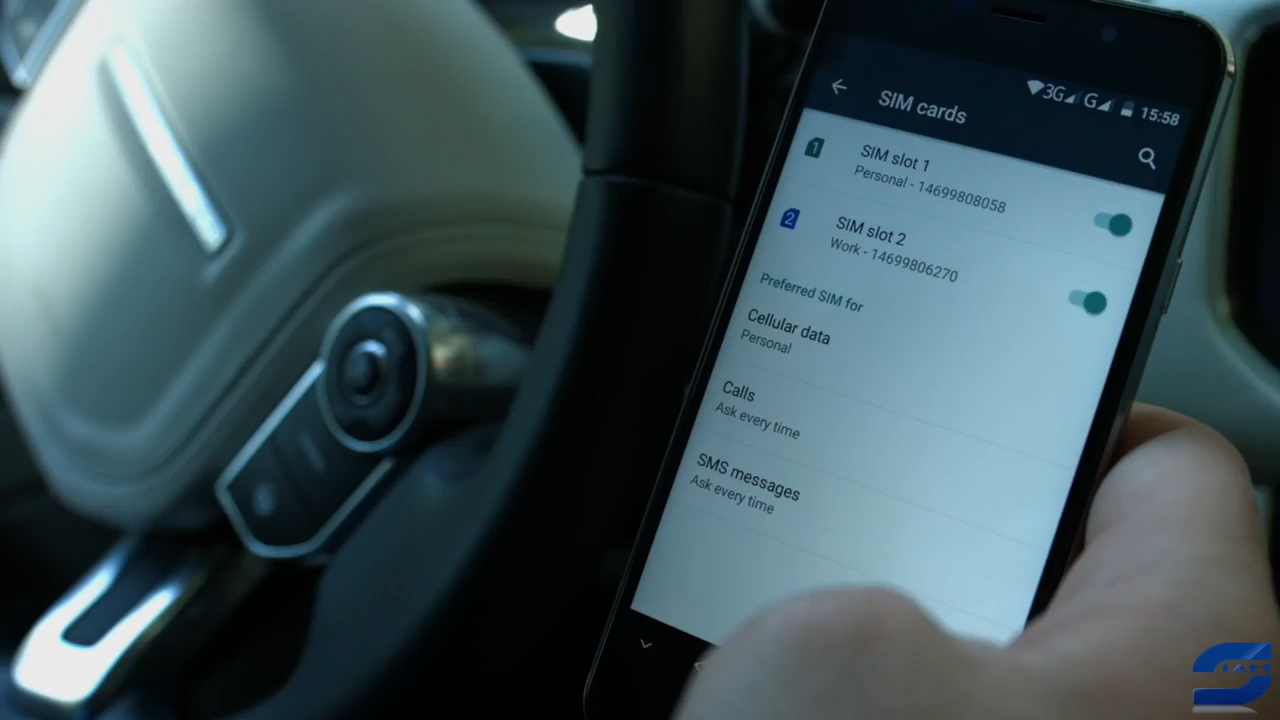 3G G 15:58
SIM cards
1
SIM slot 1
Personal - 14699808058
2
SIM slot 2
Work - 14699806270
Preferred SIM for
Cellular data
Personal
Calls
Ask every time
SMS messages
Ask every time